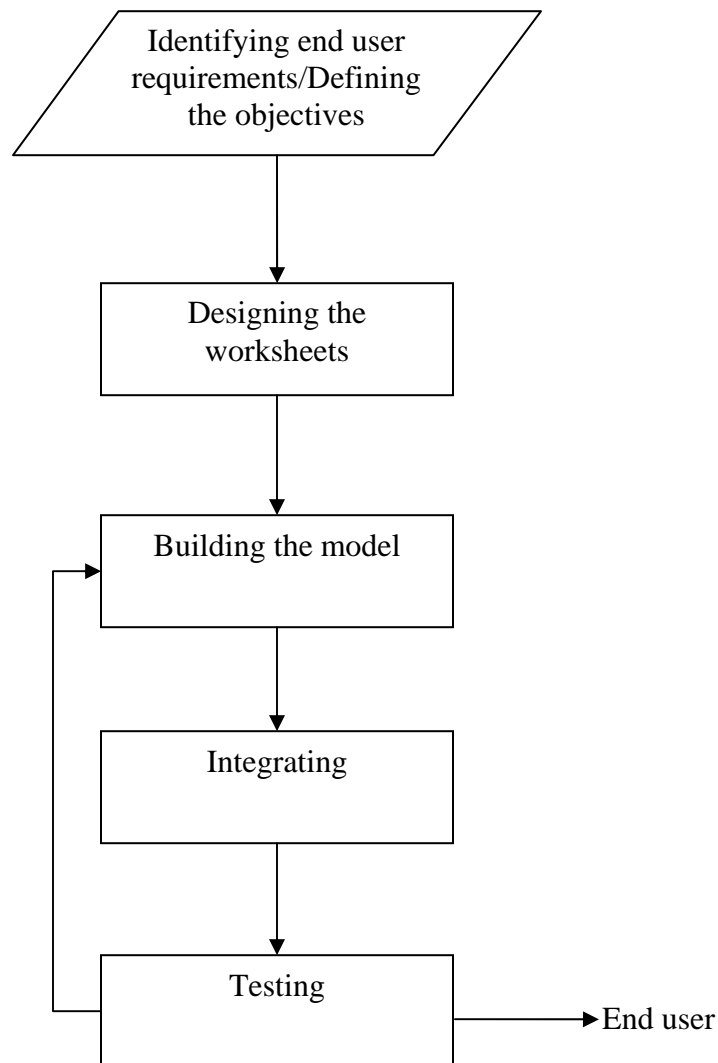 Identifying end user
requirements/Defining
the objectives
Designing the
worksheets
Building the model
Integrating
Testing
End user